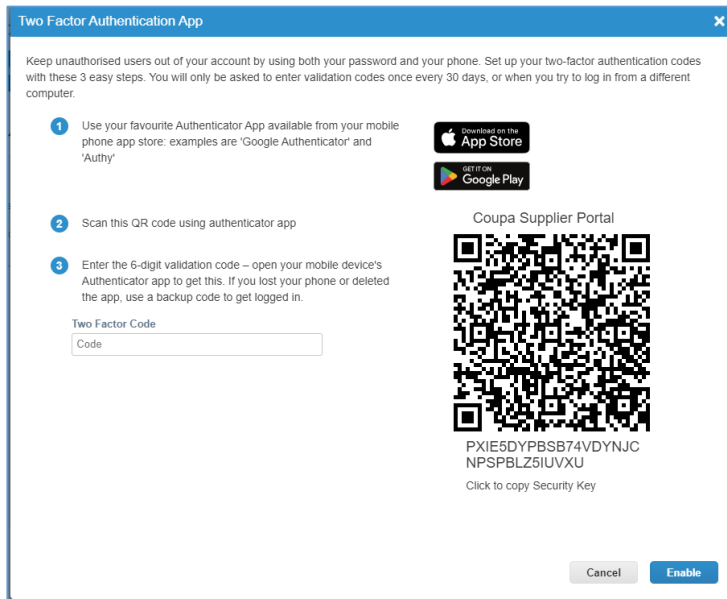 Two Factor Authentication App
Keep unauthorised users out of your account by using both your password and your phone. Set up your two-factor authentication codes
with these 3 easy steps. You will only be asked to enter validation codes once every 30 days, or when you try to log in from a different
computer.
1 Use your favourite Authenticator App available from your mobile
phone app store: examples are 'Google Authenticator' and
'Authy'
Download on the
App Store
GET IT ON
Google Play
2 Scan this QR code using authenticator app
Coupa Supplier Portal
3 Enter the 6-digit validation code – open your mobile device's
Authenticator app to get this. If you lost your phone or deleted
the app, use a backup code to get logged in.
Two Factor Code
Code
PXIE5DYPBSB74VDYNJC
NPSPBLZ5IUVXU
Click to copy Security Key
Cancel
Enable